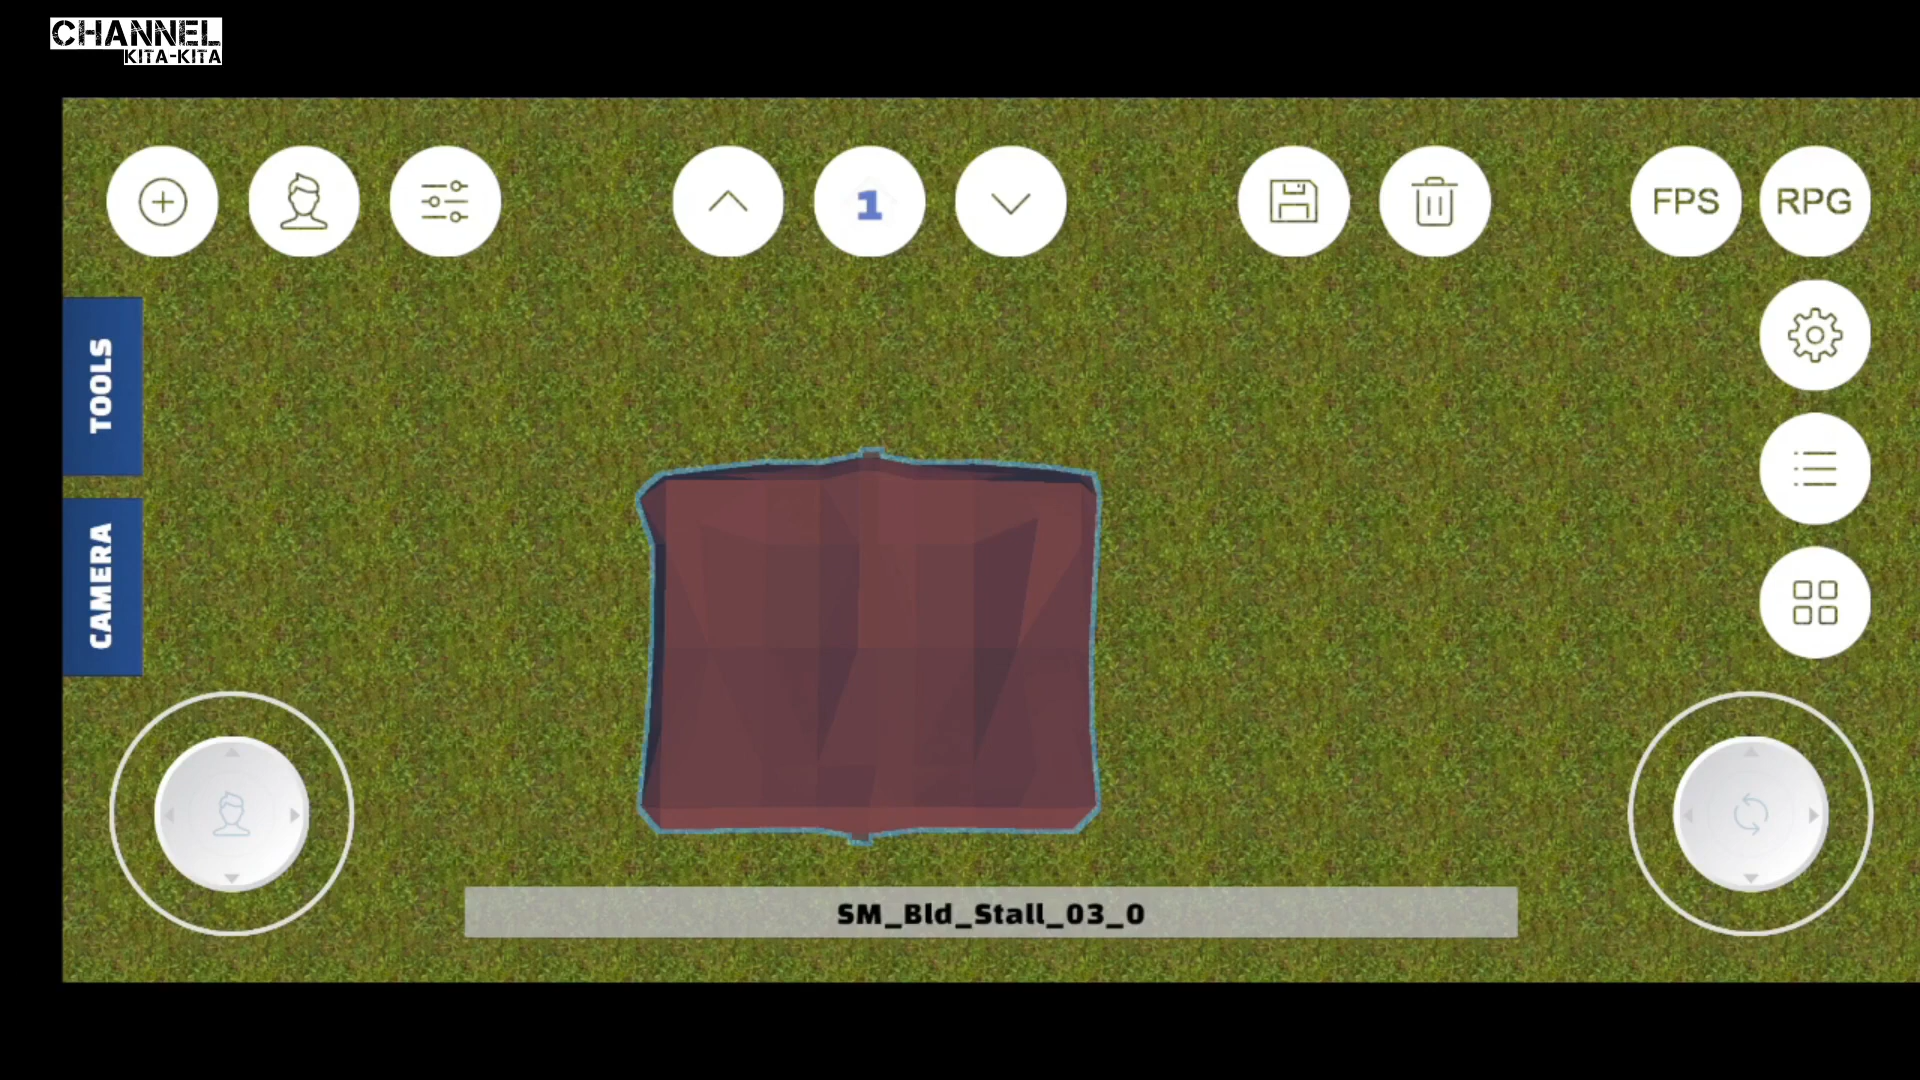 CHANNEL
KITA-KITA
1
FPS
RPG
TOOLS
CAMERA
SM_Bld_Stall_03_0